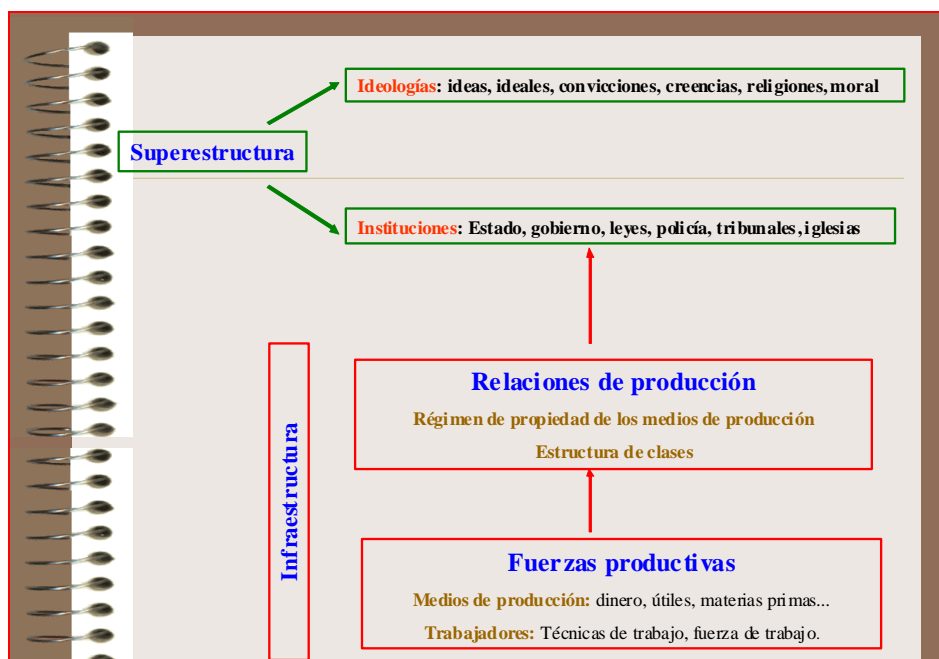 Ideologías: ideas, ideales, convicciones, creencias, religiones, moral
Superestructura
Instituciones: Estado, gobierno, leyes, policía, tribunales, iglesias
Infraestructura
Relaciones de producción
Régimen de propiedad de los medios de producción
Estructura de clases
Fuerzas productivas
Medios de producción: dinero, útiles, materias primas...
Trabajadores: Técnicas de trabajo, fuerza de trabajo.